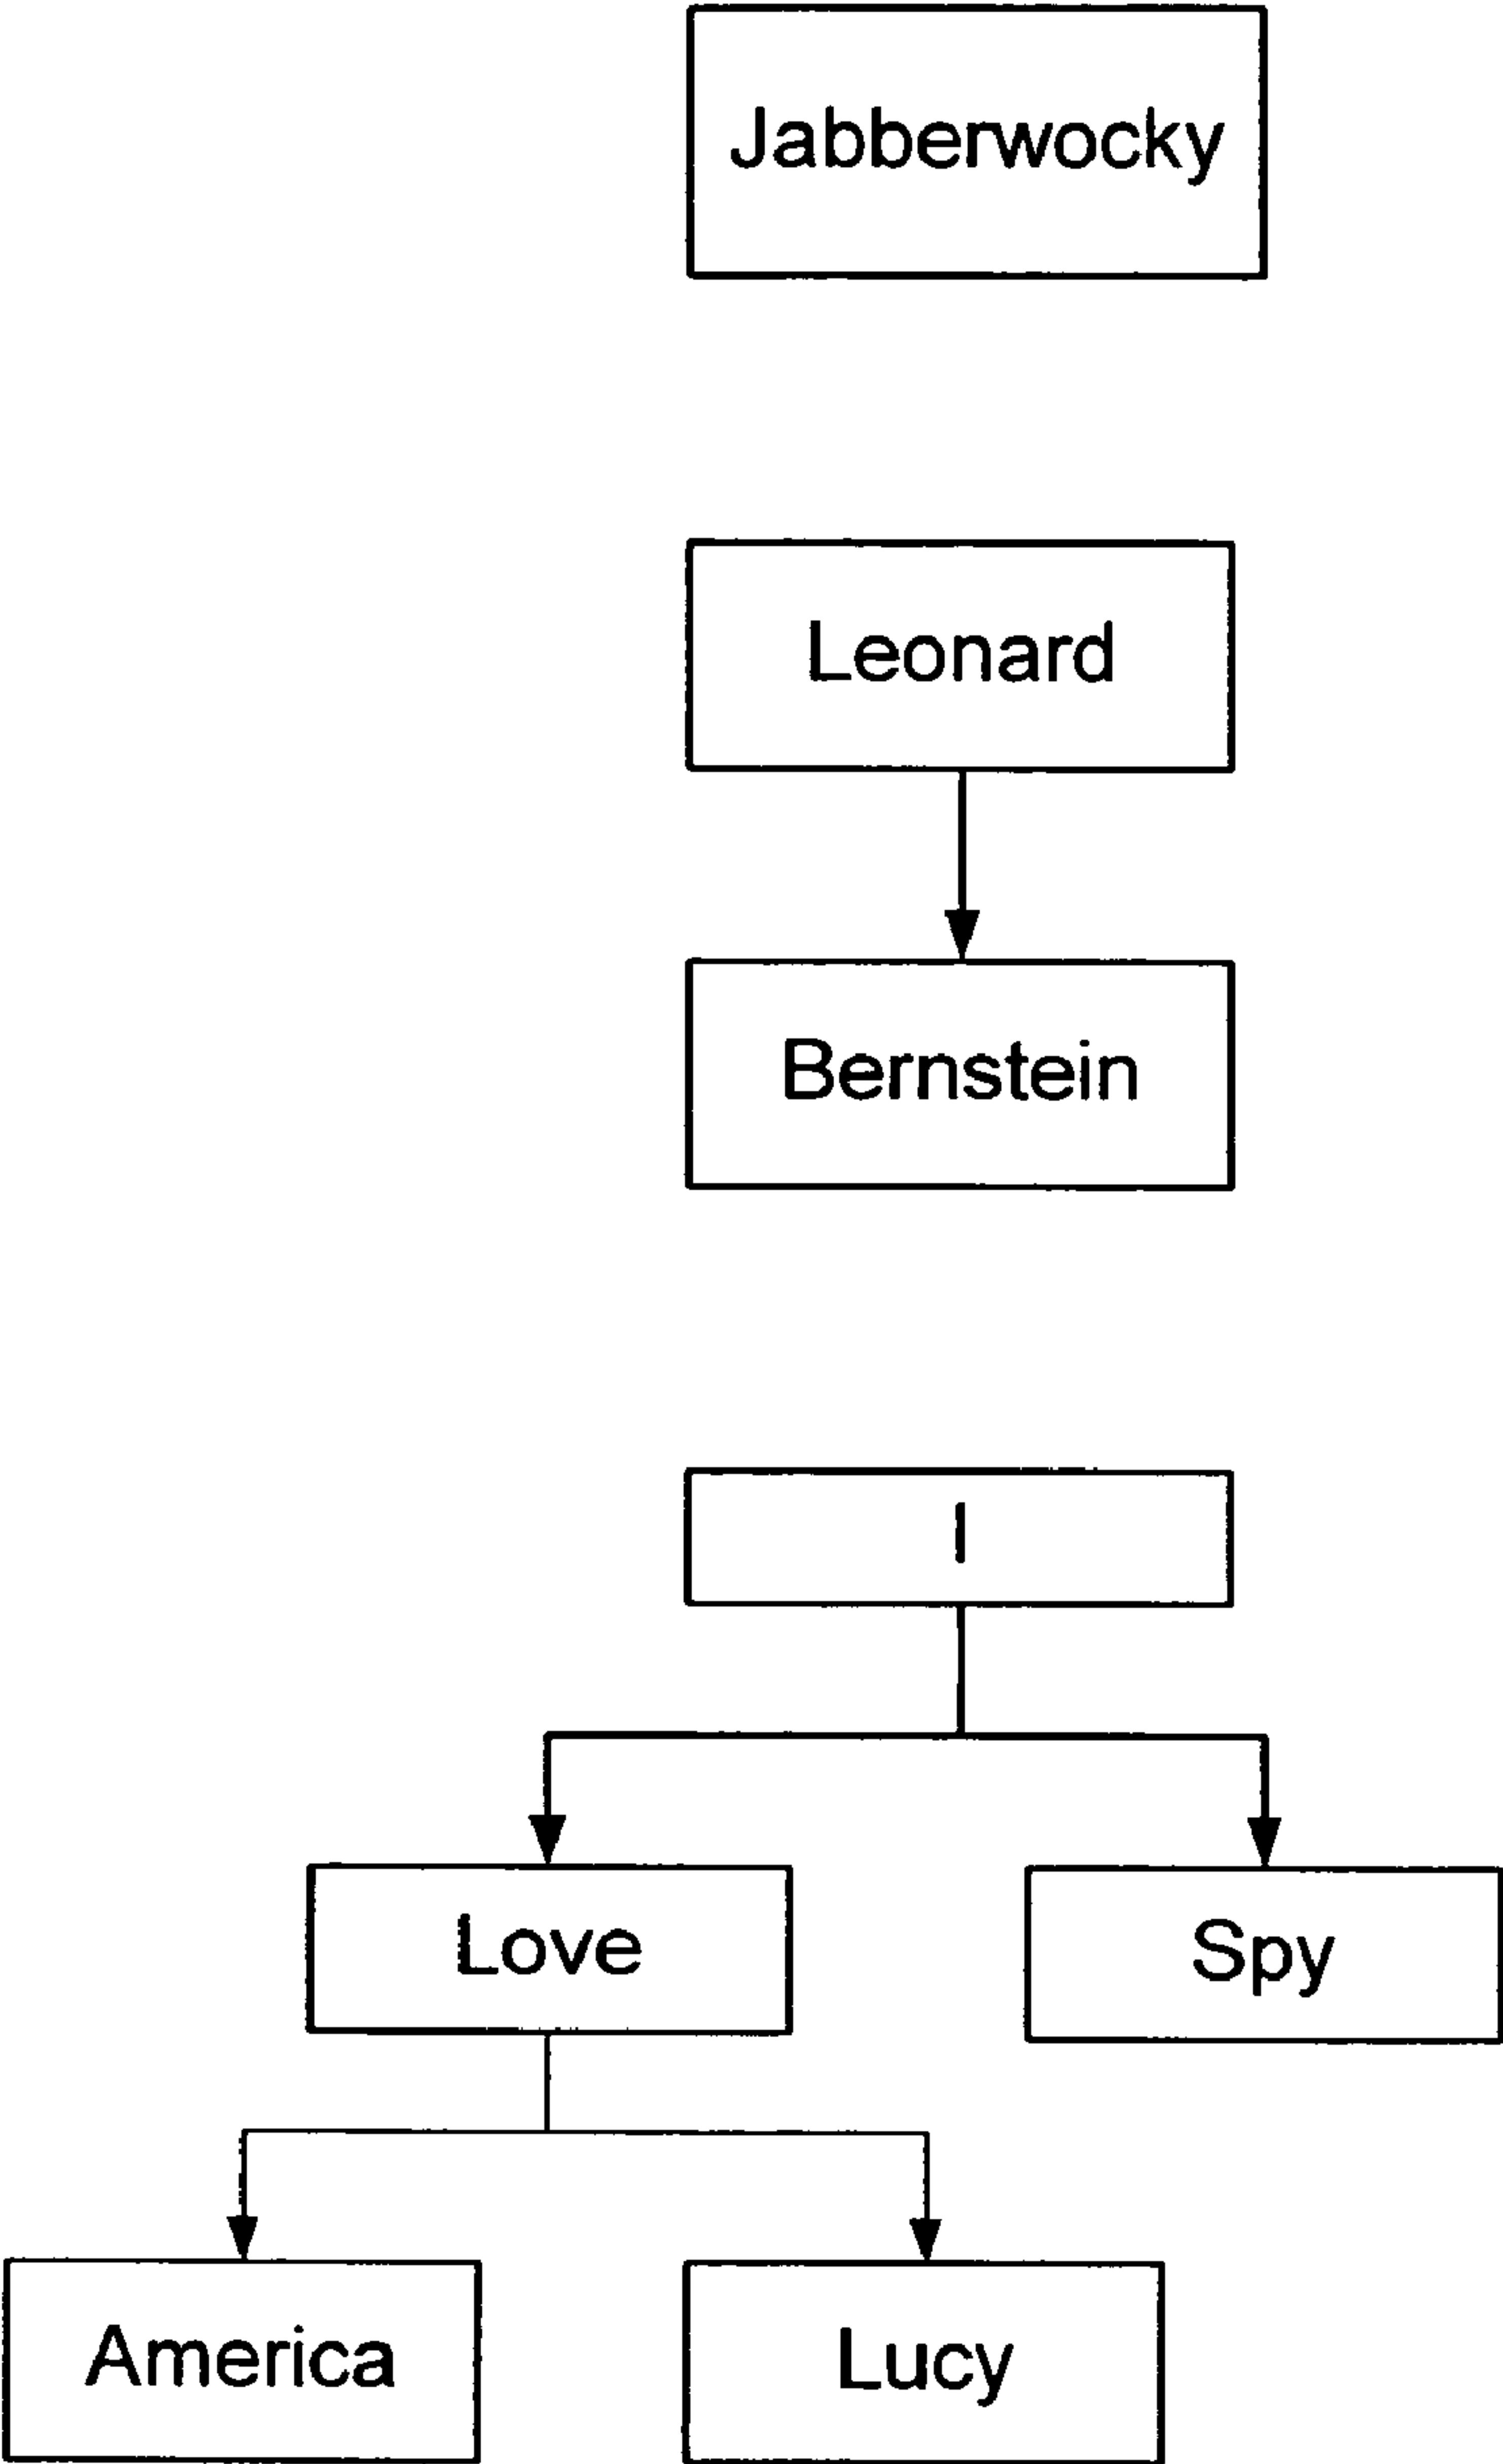 Jabberwocky
Leonard
Bernstein
I
Love
Spy
America
Lucy